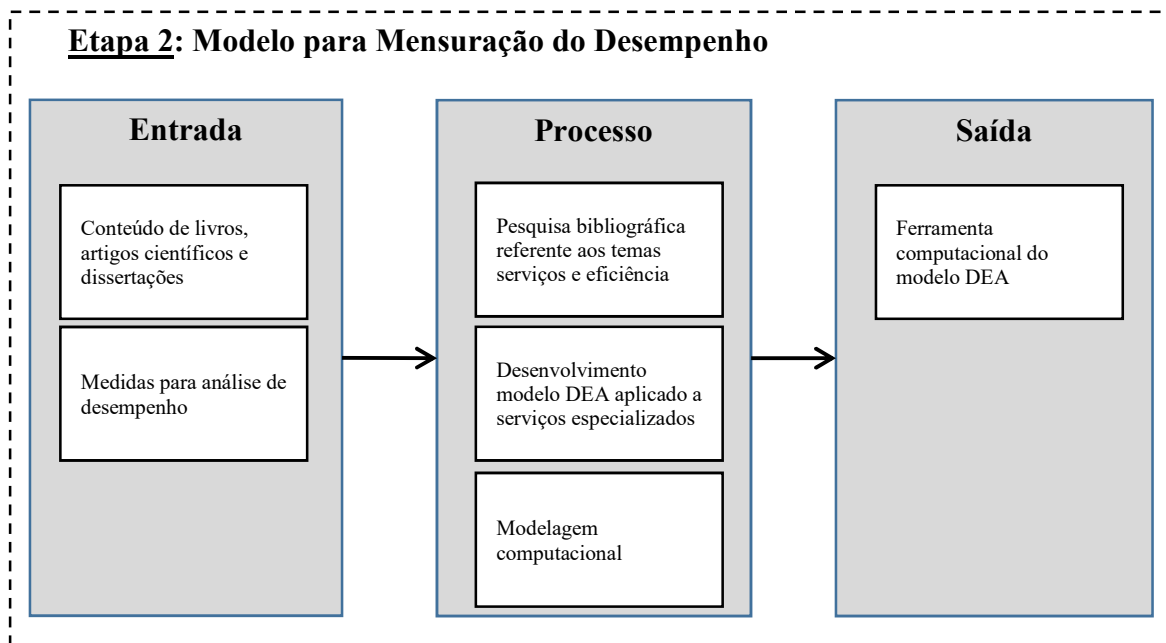 Etapa 2: Modelo para Mensuração do Desempenho
Entrada
Conteúdo de livros,
artigos científicos e
dissertações
Medidas para análise de
desempenho
Processo
Pesquisa bibliográfica
referente aos temas
serviços e eficiência
Desenvolvimento
modelo DEA aplicado a
serviços especializados
Modelagem
computacional
Saída
Ferramenta
computacional do
modelo DEA